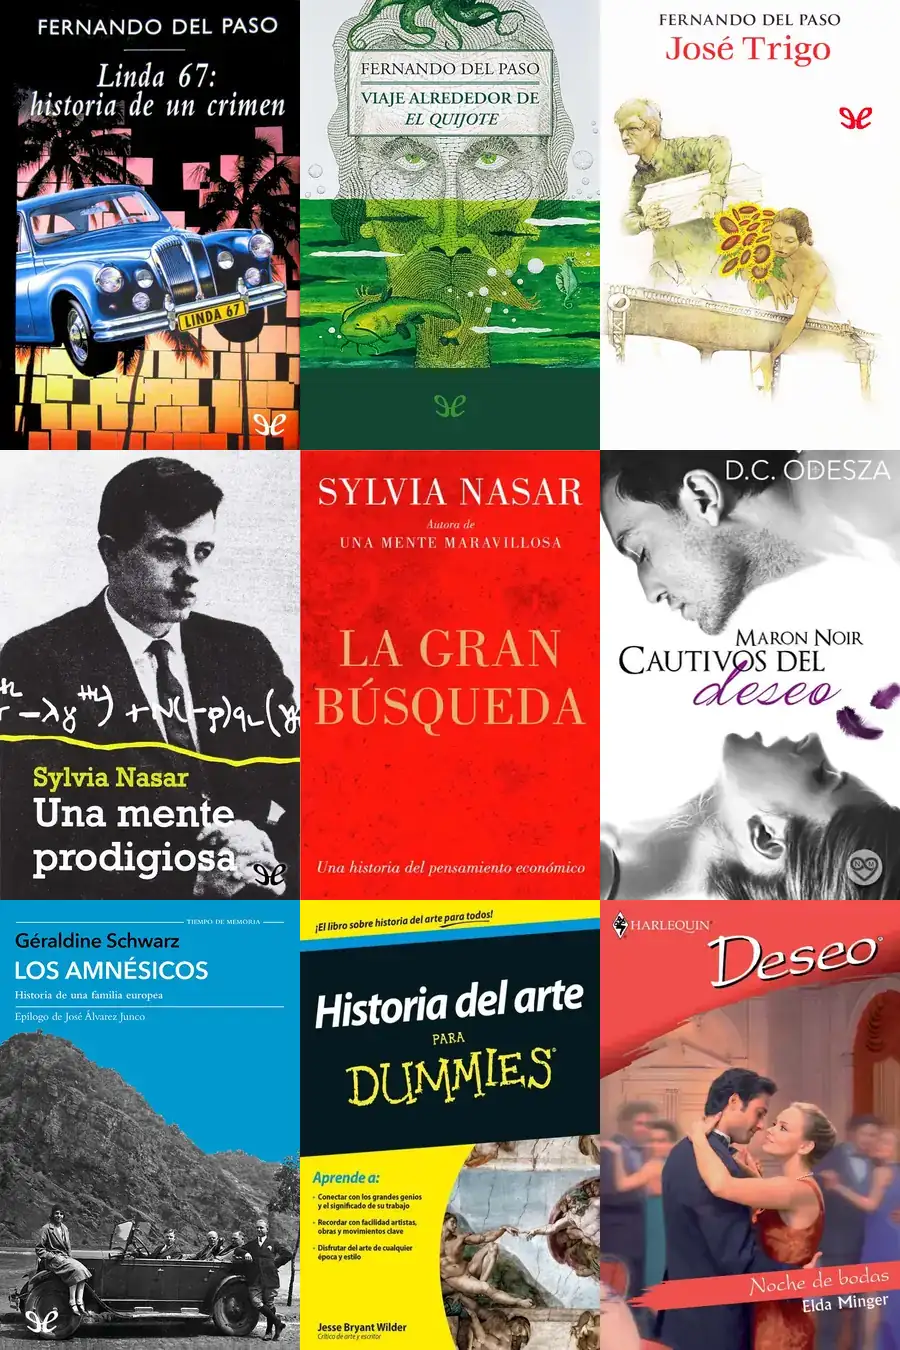 FERNANDO DEL PASO
Linda 67:
historia de un crimen
LINDA 67
FERNANDO DEL PASO
VIAJE ALREDEDOR DE
EL QUIJOTE
FERNANDO DEL PASO
José Trigo
Sylvia Nasar
Una mente
prodigiosa
SYLVIA NASAR
Autora de
UNA MENTE MARAVILLOSA
LA GRAN
BÚSQUEDA
Una historia del pensamiento económico
D.C. ODESZA
MARON NOIR
CAUTIVOS DEL
deseo
TIEMPO DE MEMORIA
Géraldine Schwarz
LOS AMNÉSICOS
Historia de una familia europea
Epílogo de José Álvarez Junco
¡El libro sobre historia del arte para todos!
Historia del arte
PARA
DUMMIES®
Aprende a:
• Conectar con los grandes genios
y el significado de su trabajo
• Recordar con facilidad artistas,
obras y movimientos clave
• Disfrutar del arte de cualquier
época y estilo
Jesse Bryant Wilder
Crítico de arte y escritor
HARLEQUIN®
Deseo®
Noche de bodas
Elda Minger